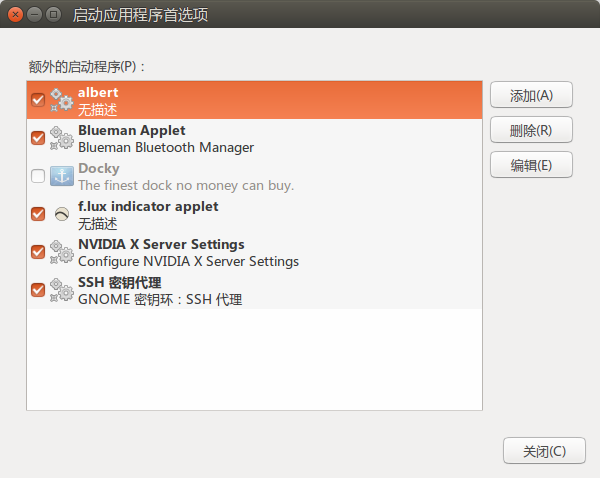 启动应用程序首选项
额外的启动程序(P)：
albert
无描述
Blueman Applet
Blueman Bluetooth Manager
Docky
The finest dock no money can buy.
f.lux indicator applet
无描述
NVIDIA X Server Settings
Configure NVIDIA X Server Settings
SSH 密钥代理
GNOME 密钥环：SSH 代理
添加(A)
删除(R)
编辑(E)
关闭(C)